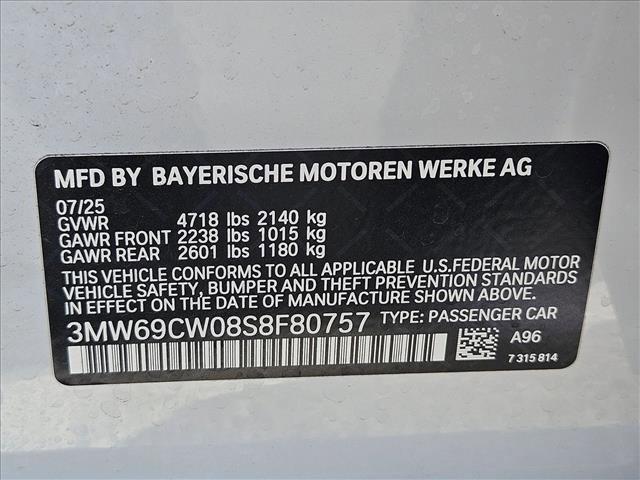 MFD BY BAYERISCHE MOTOREN WERKE AG
07/25
GVWR 4718 lbs 2140 kg
GAWR FRONT 2238 lbs 1015 kg
GAWR REAR 2601 lbs 1180 kg
THIS VEHICLE CONFORMS TO ALL APPLICABLE U.S.FEDERAL MOTOR
VEHICLE SAFETY, BUMPER AND THEFT PREVENTION STANDARDS
IN EFFECT ON THE DATE OF MANUFACTURE SHOWN ABOVE.
3MW69CW08S8F80757 TYPE: PASSENGER CAR
A96
7 315 814